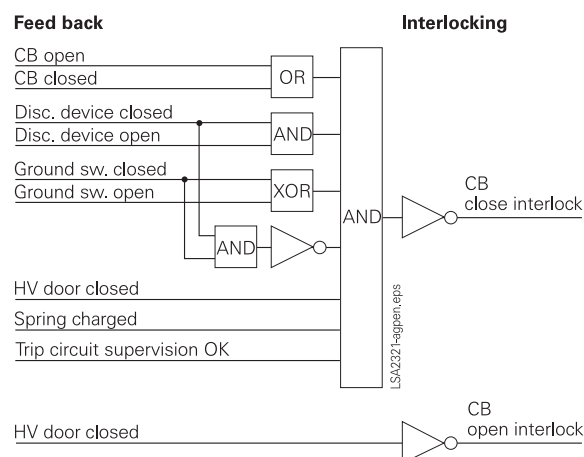 Feed back
Interlocking
CB open
CB closed
OR
Disc. device closed
Disc. device open
AND
Ground sw. closed
Ground sw. open
XOR
AND
AND
CB
close interlock
HV door closed
Spring charged
Trip circuit supervision OK
LSA2321-agpen.eps
HV door closed
CB
open interlock